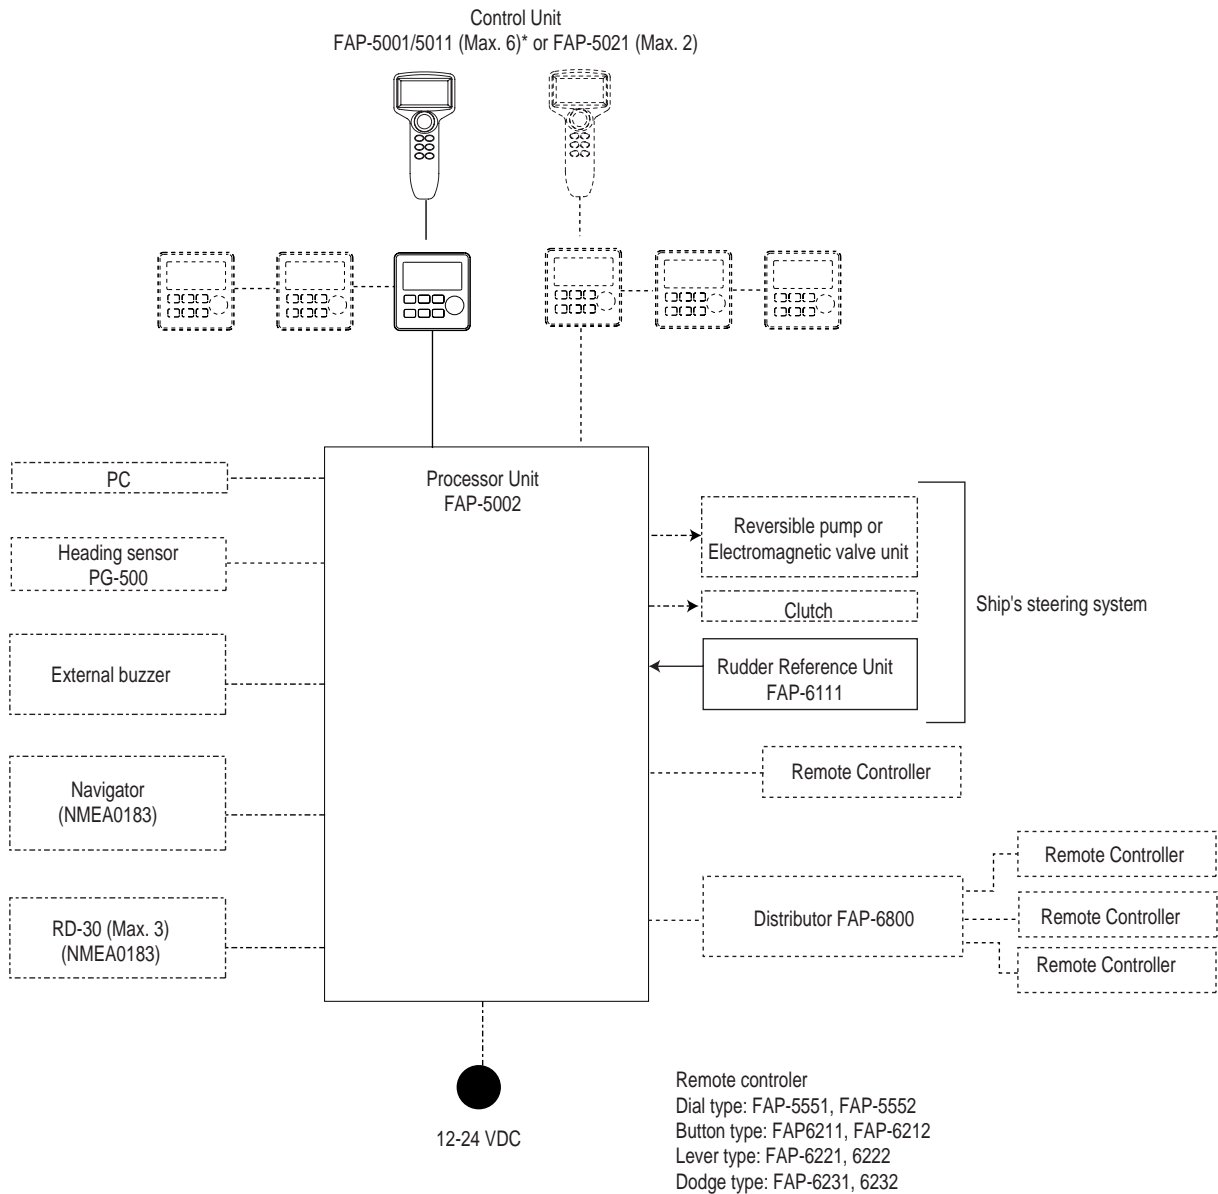 Control Unit
FAP-5001/5011 (Max. 6)* or FAP-5021 (Max. 2)
PC
Processor Unit
FAP-5002
Heading sensor
PG-500
External buzzer
Navigator
(NMEA0183)
RD-30 (Max. 3)
(NMEA0183)
Reversible pump or
Electromagnetic valve unit
Clutch
Rudder Reference Unit
FAP-6111
Ship's steering system
Remote Controller
Distributor FAP-6800
Remote Controller
Remote Controller
Remote Controller
12-24 VDC
Remote controler
Dial type: FAP-5551, FAP-5552
Button type: FAP6211, FAP-6212
Lever type: FAP-6221, 6222
Dodge type: FAP-6231, 6232